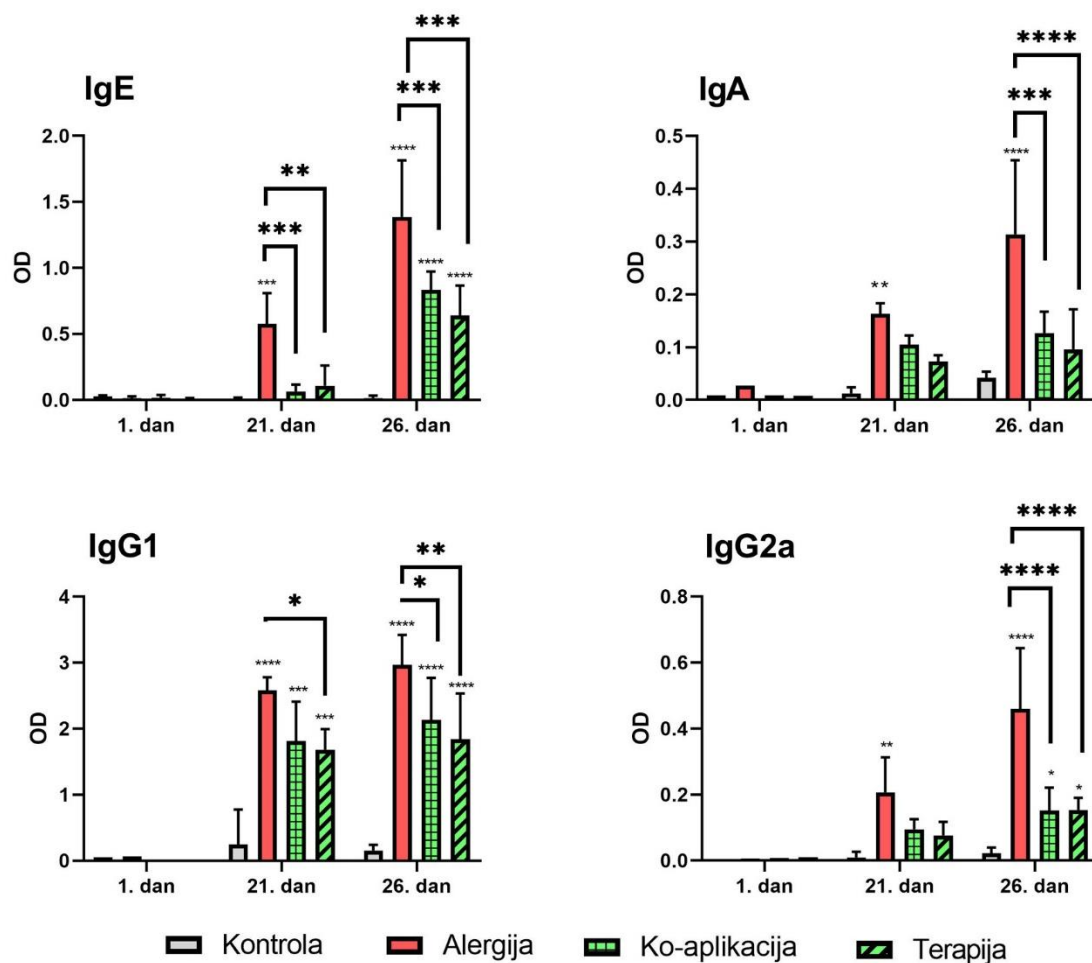 IgE
***
***
**
***
****
***
****
****
OD
2.0
1.5
1.0
0.5
0.0
1. dan
21. dan
26. dan
IgA
****
***
****
**
OD
0.5
0.4
0.3
0.2
0.1
0.0
1. dan
21. dan
26. dan
IgG1
**
*
*
****
****
***
***
****
****
OD
4
3
2
1
0
1. dan
21. dan
26. dan
IgG2a
****
****
****
**
*
*
OD
0.8
0.6
0.4
0.2
0.0
1. dan
21. dan
26. dan
Kontrola
Alergija
Ko-aplikacija
Terapija